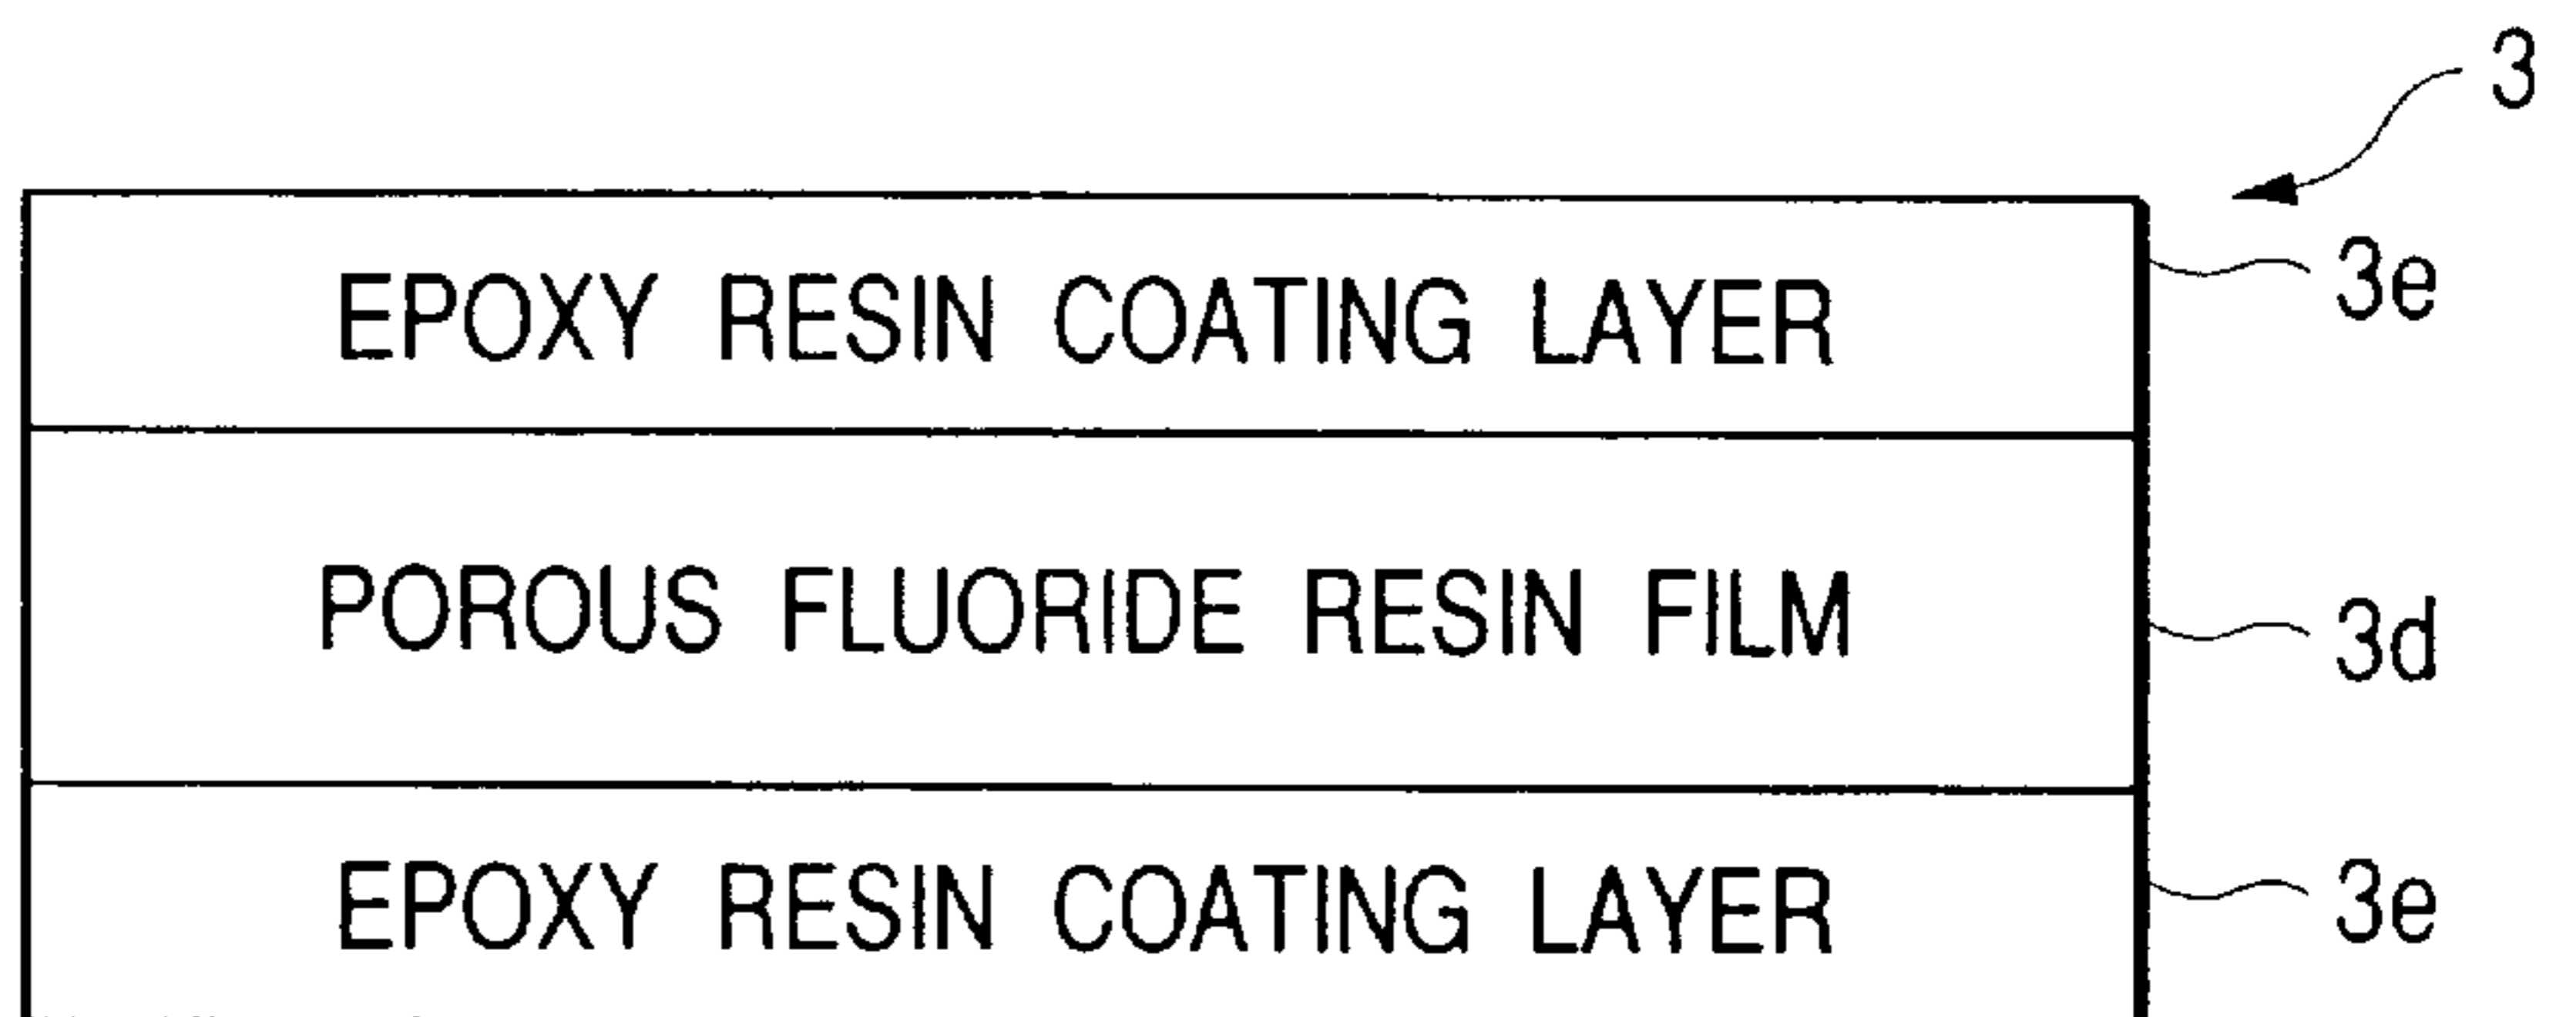 3
EPOXY RESIN COATING LAYER 3e
POROUS FLUORIDE RESIN FILM 3d
EPOXY RESIN COATING LAYER 3e